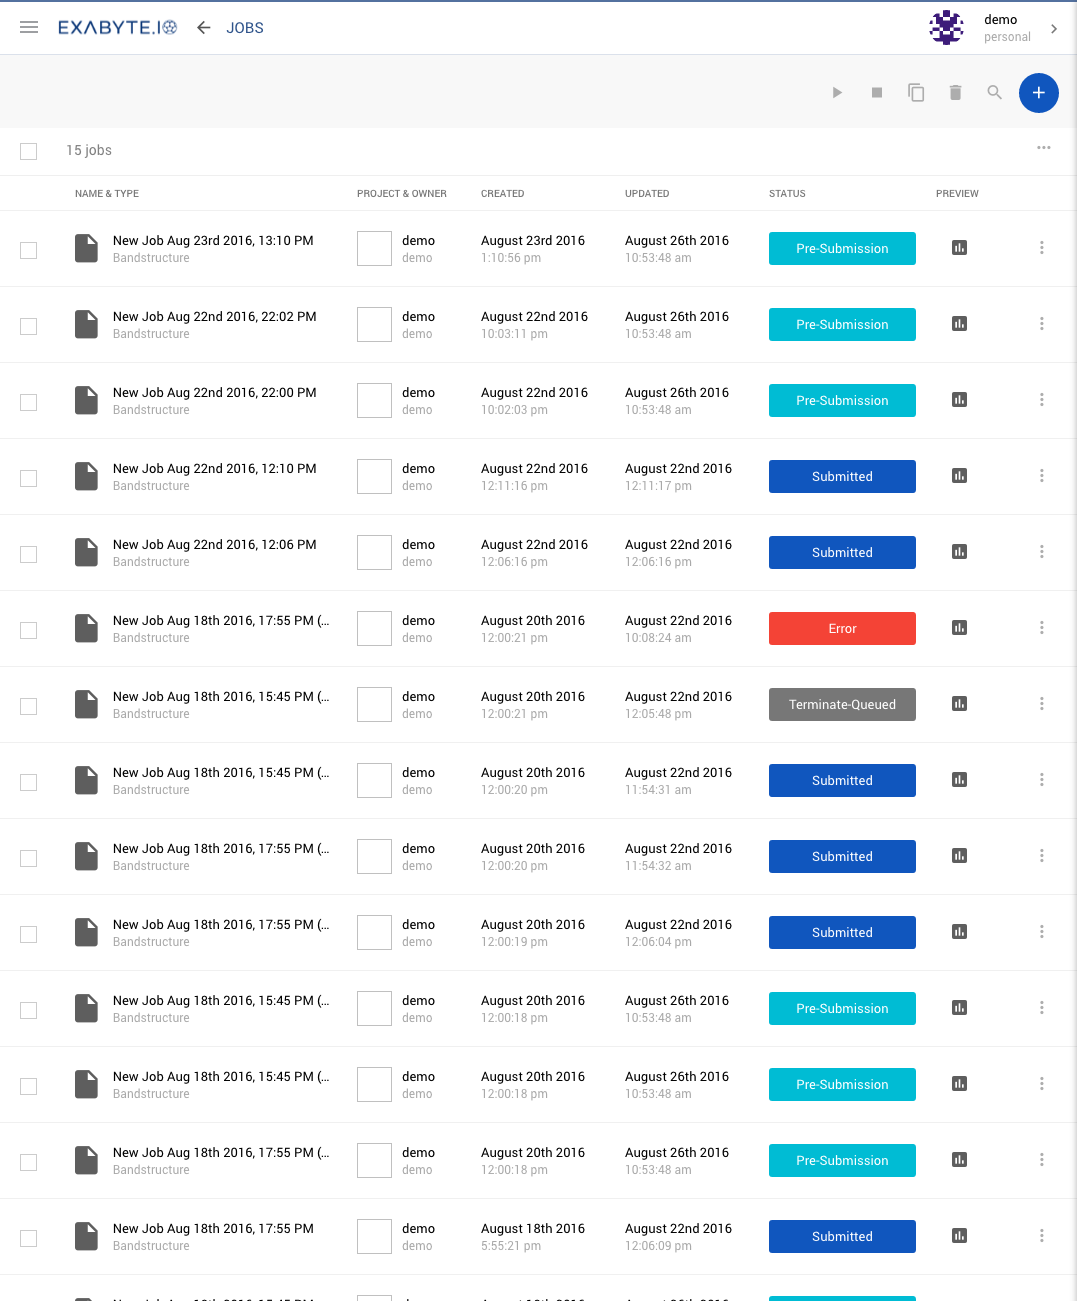 EXABYTE.IO
JOBS
demo
personal
15 jobs
NAME & TYPE PROJECT & OWNER CREATED UPDATED STATUS PREVIEW
New Job Aug 23rd 2016, 13:10 PM demo August 23rd 2016 August 26th 2016 Pre-Submission
Bandstructure demo 1:10:56 pm 10:53:48 am
New Job Aug 22nd 2016, 22:02 PM demo August 22nd 2016 August 26th 2016 Pre-Submission
Bandstructure demo 10:03:11 pm 10:53:48 am
New Job Aug 22nd 2016, 22:00 PM demo August 22nd 2016 August 26th 2016 Pre-Submission
Bandstructure demo 10:02:03 pm 10:53:48 am
New Job Aug 22nd 2016, 12:10 PM demo August 22nd 2016 August 22nd 2016 Submitted
Bandstructure demo 12:11:16 pm 12:11:17 pm
New Job Aug 22nd 2016, 12:06 PM demo August 22nd 2016 August 22nd 2016 Submitted
Bandstructure demo 12:06:16 pm 12:06:16 pm
New Job Aug 18th 2016, 17:55 PM (... demo August 20th 2016 August 22nd 2016 Error
Bandstructure demo 12:00:21 pm 10:08:24 am
New Job Aug 18th 2016, 15:45 PM (... demo August 20th 2016 August 22nd 2016 Terminate-Queued
Bandstructure demo 12:00:21 pm 12:05:48 pm
New Job Aug 18th 2016, 15:45 PM (... demo August 20th 2016 August 22nd 2016 Submitted
Bandstructure demo 12:00:20 pm 11:54:31 am
New Job Aug 18th 2016, 17:55 PM (... demo August 20th 2016 August 22nd 2016 Submitted
Bandstructure demo 12:00:20 pm 11:54:32 am
New Job Aug 18th 2016, 17:55 PM (... demo August 20th 2016 August 22nd 2016 Submitted
Bandstructure demo 12:00:19 pm 12:06:04 pm
New Job Aug 18th 2016, 15:45 PM (... demo August 20th 2016 August 26th 2016 Pre-Submission
Bandstructure demo 12:00:18 pm 10:53:48 am
New Job Aug 18th 2016, 15:45 PM (... demo August 20th 2016 August 26th 2016 Pre-Submission
Bandstructure demo 12:00:18 pm 10:53:48 am
New Job Aug 18th 2016, 17:55 PM (... demo August 20th 2016 August 26th 2016 Pre-Submission
Bandstructure demo 12:00:18 pm 10:53:48 am
New Job Aug 18th 2016, 17:55 PM demo August 18th 2016 August 22nd 2016 Submitted
Bandstructure demo 5:55:21 pm 12:06:09 pm